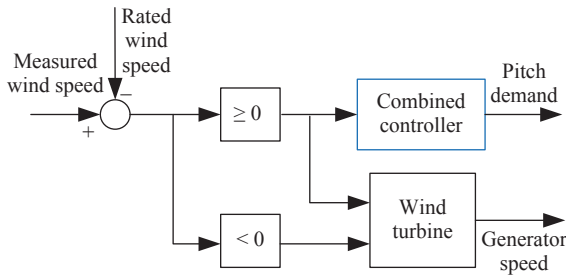 Rated
wind
speed
Measured
wind speed
−
+
≥ 0
Combined
controller
Pitch
demand
< 0
Wind
turbine
Generator
speed